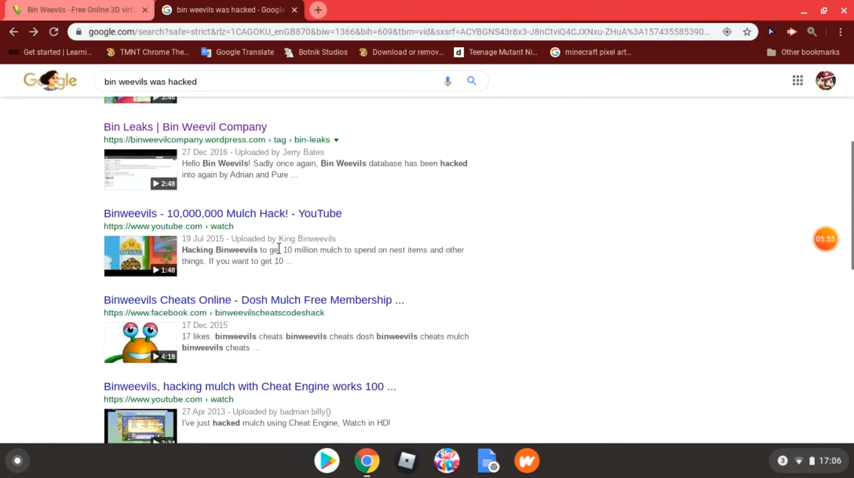 Bin Weevils - Free Online 3D virt
bin weevils was hacked - Google
google.com/search?safe=strict&rlz=1CAGOKU_enGB870&biw=1366&bih=609&tbm=vid&sxsrf=ACYBGNS43r8x3-J8nCtviQ4CJXNxu-ZHuA%3A157435585390...
Get started | Learni...
TMNT Chrome The...
Google Translate
Botnik Studios
Download or remov...
Teenage Mutant Ni...
minecraft pixel art...
Other bookmarks
bin weevils was hacked
Bin Leaks | Bin Weevil Company
https://binweevilcompany.wordpress.com › tag › bin-leaks
27 Dec 2016 - Uploaded by Jerry Bates
Hello Bin Weevils! Sadly once again, Bin Weevils database has been hacked
into again by Adrian and Pure ...
2:48
Binweevils - 10,000,000 Mulch Hack! - YouTube
https://www.youtube.com › watch
19 Jul 2015 - Uploaded by King Binweevils
Hacking Binweevils to get 10 million mulch to spend on nest items and other
things. If you want to get 10 ...
1:48
Binweevils Cheats Online - Dosh Mulch Free Membership ...
https://www.facebook.com › binweevilscheatscodeshack
17 Dec 2015
17 likes. binweevils cheats binweevils cheats dosh binweevils cheats mulch
binweevils cheats ...
4:18
Binweevils, hacking mulch with Cheat Engine works 100 ...
https://www.youtube.com › watch
27 Apr 2013 - Uploaded by badman billy{}
I've just hacked mulch using Cheat Engine, Watch in HD!
05:55
3
17:06